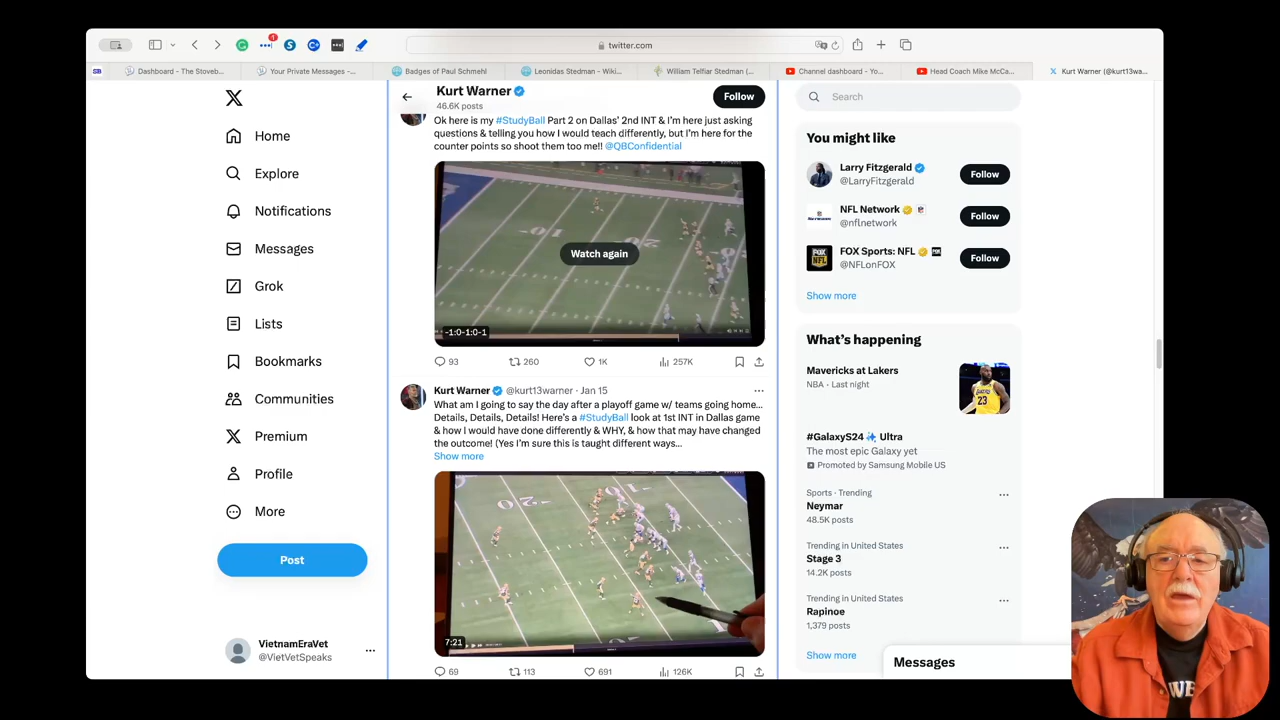 twitter.com
SB
Dashboard - The Stoveb...
Your Private Messages -...
Badges of Paul Schmehl
Leonidas Stedman - Wiki...
William Telfiar Stedman (...
Channel dashboard - Yo...
Head Coach Mike McCa...
Kurt Warner (@kurt13wa...
Home
Explore
Notifications
Messages
Grok
Lists
Bookmarks
Communities
Premium
Profile
More
Post
VietnamEraVet
@VietVetSpeaks
Kurt Warner
46.6K posts
Follow
Ok here is my #StudyBall Part 2 on Dallas' 2nd INT & I'm here just asking
questions & telling you how I would teach differently, but I'm here for the
counter points so shoot them too me!! @QBConfidential
Watch again
-1:0-1:0-1
93 260 1K 257K
Kurt Warner @kurt13warner · Jan 15
What am I going to say the day after a playoff game w/ teams going home…
Details, Details, Details! Here's a #StudyBall look at 1st INT in Dallas game
& how I would have done differently & WHY, & how that may have changed
the outcome! (Yes I'm sure this is taught different ways...
Show more
7:21
69 113 691 126K
Search
You might like
Larry Fitzgerald
@LarryFitzgerald
Follow
NFL Network
@nflnetwork
Follow
FOX Sports: NFL
@NFLonFOX
Follow
Show more
What's happening
Mavericks at Lakers
NBA · Last night
#GalaxyS24 Ultra
The most epic Galaxy yet
Promoted by Samsung Mobile US
Sports · Trending
Neymar
48.5K posts
Trending in United States
Stage 3
14.2K posts
Trending in United States
Rapinoe
1,379 posts
Show more
Messages